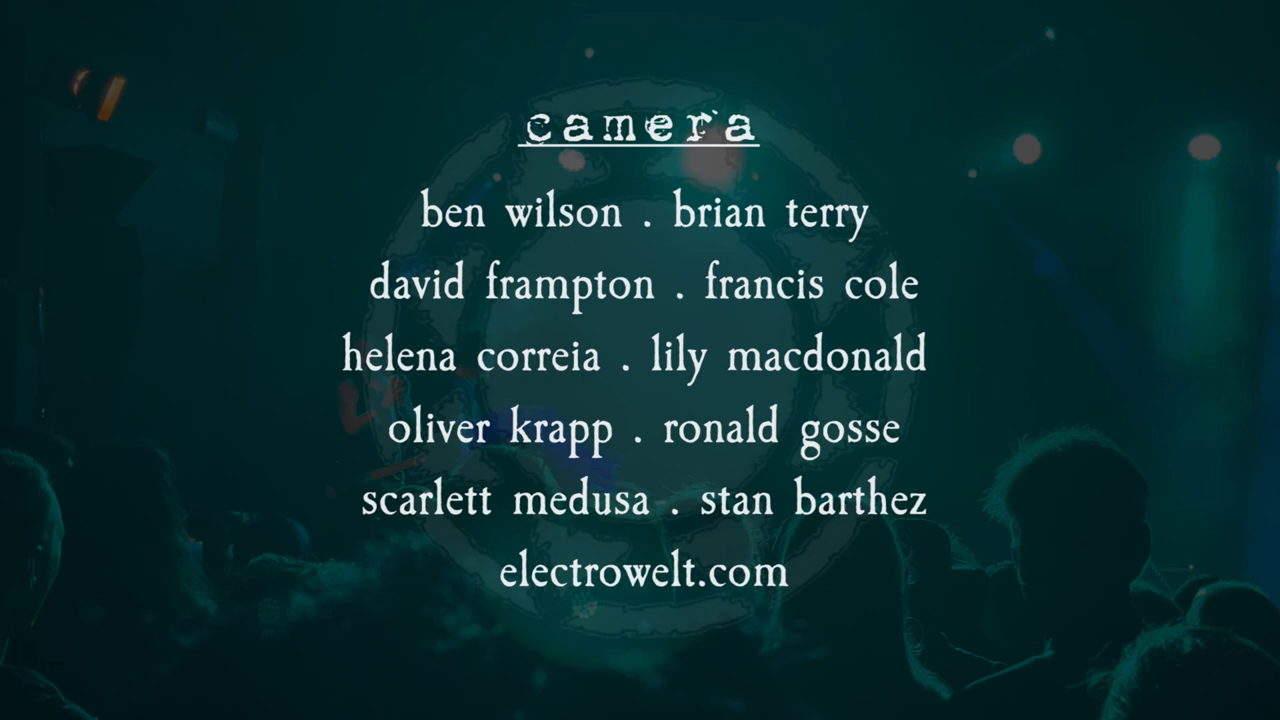 camera
ben wilson . brian terry
david frampton . francis cole
helena correia . lily macdonald
oliver krapp . ronald gosse
scarlett medusa . stan barthez
electrowelt.com